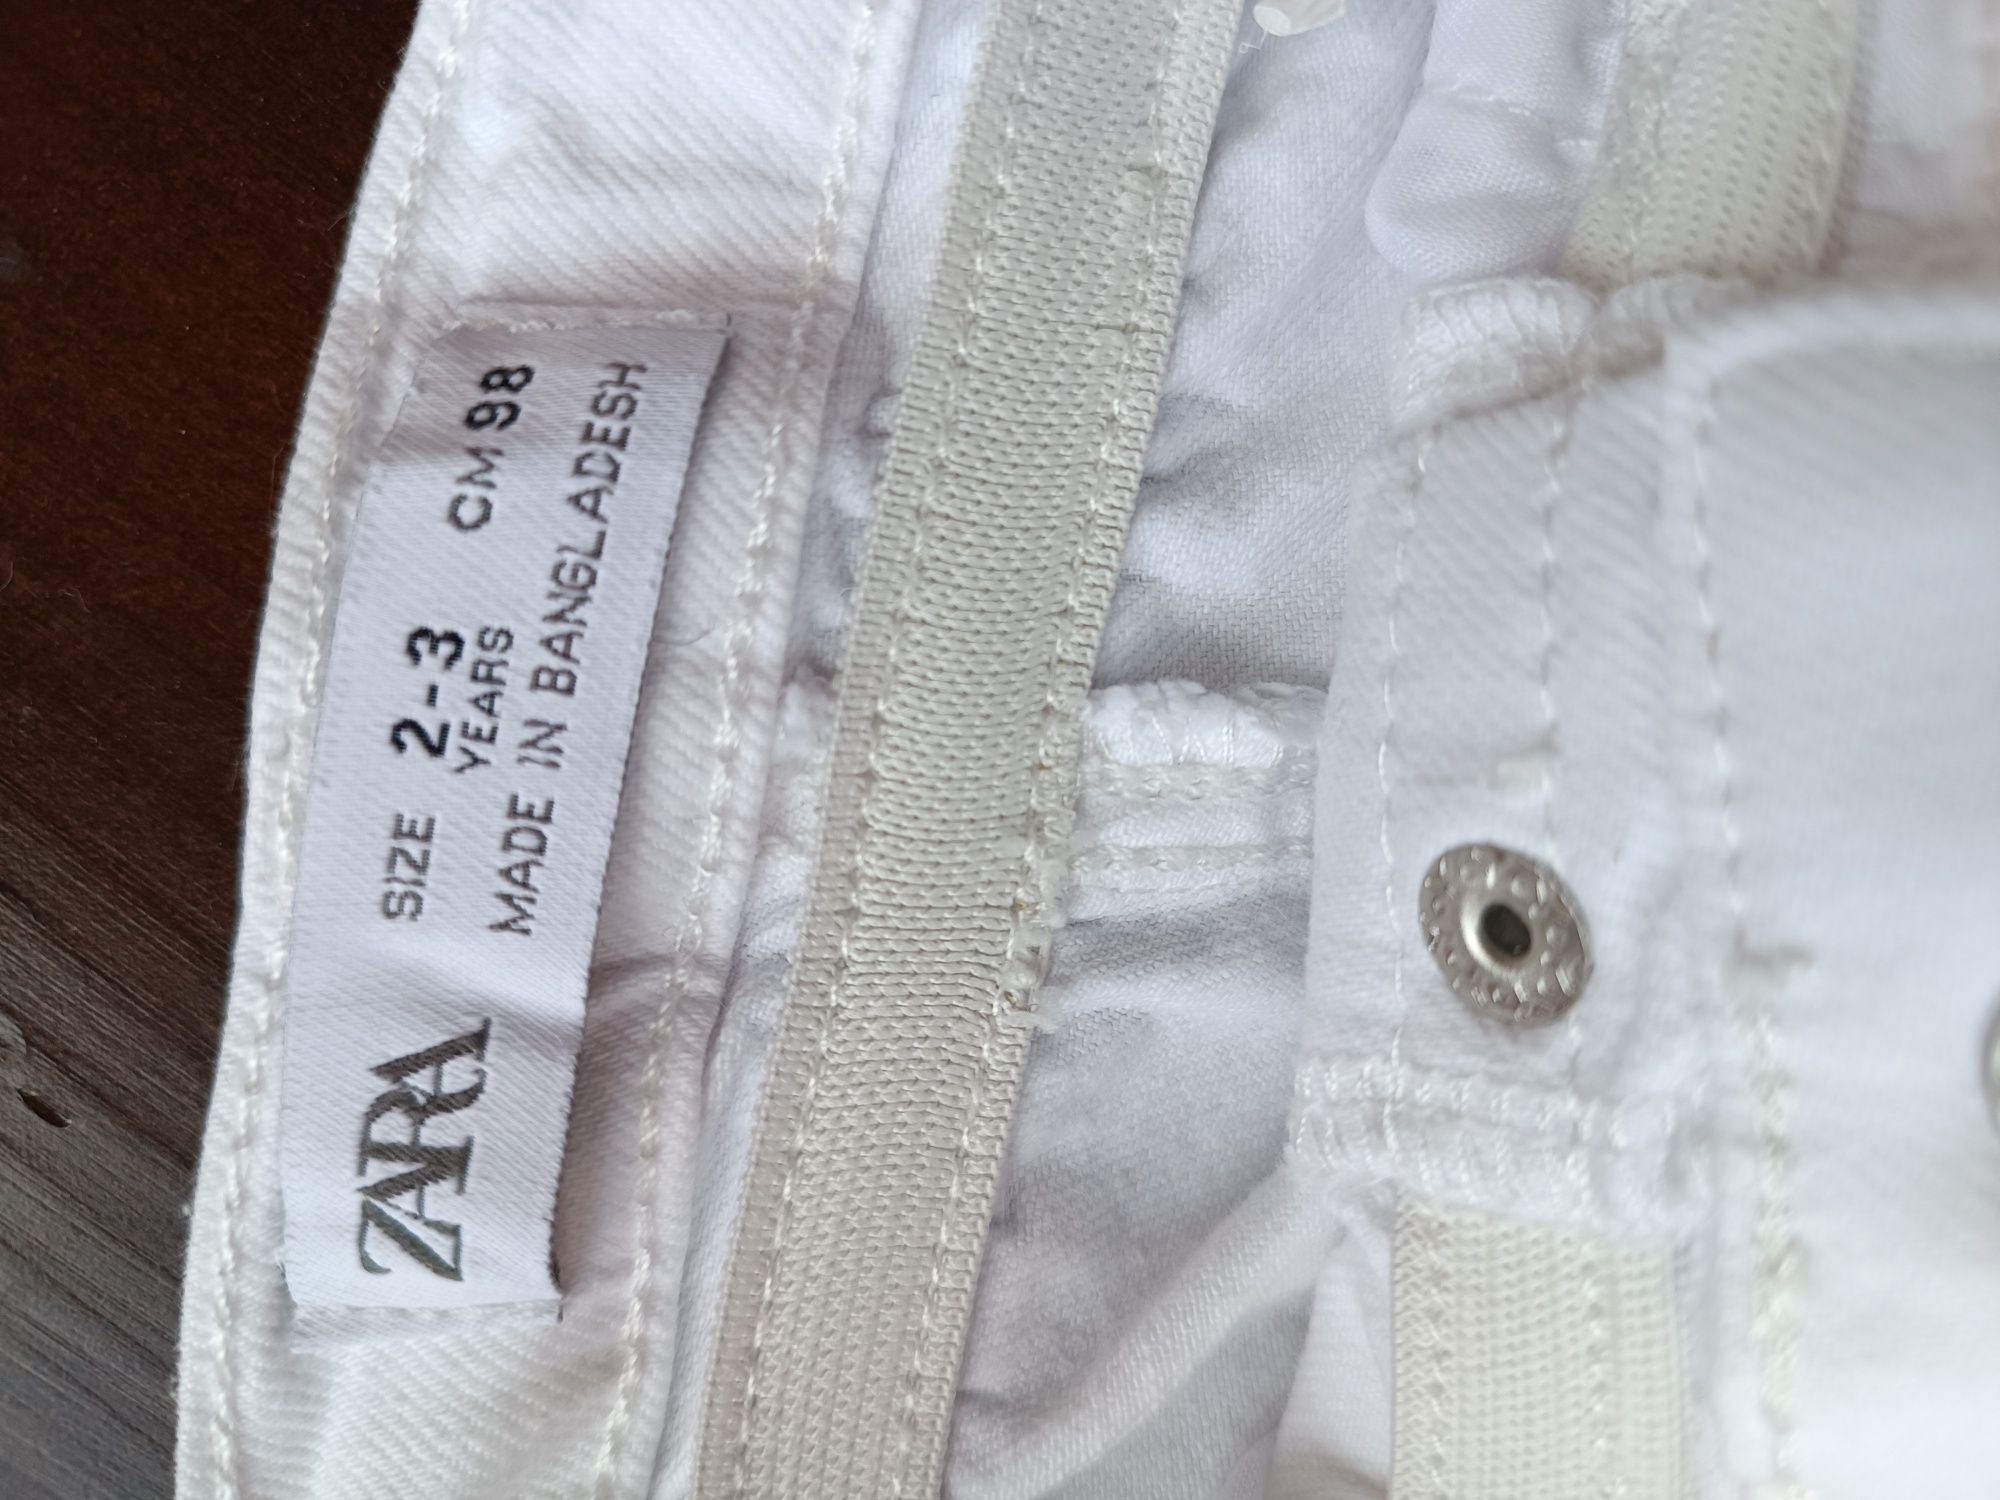 ZARA
SIZE 2-3 CM 98
YEARS
MADE IN BANGLADESH